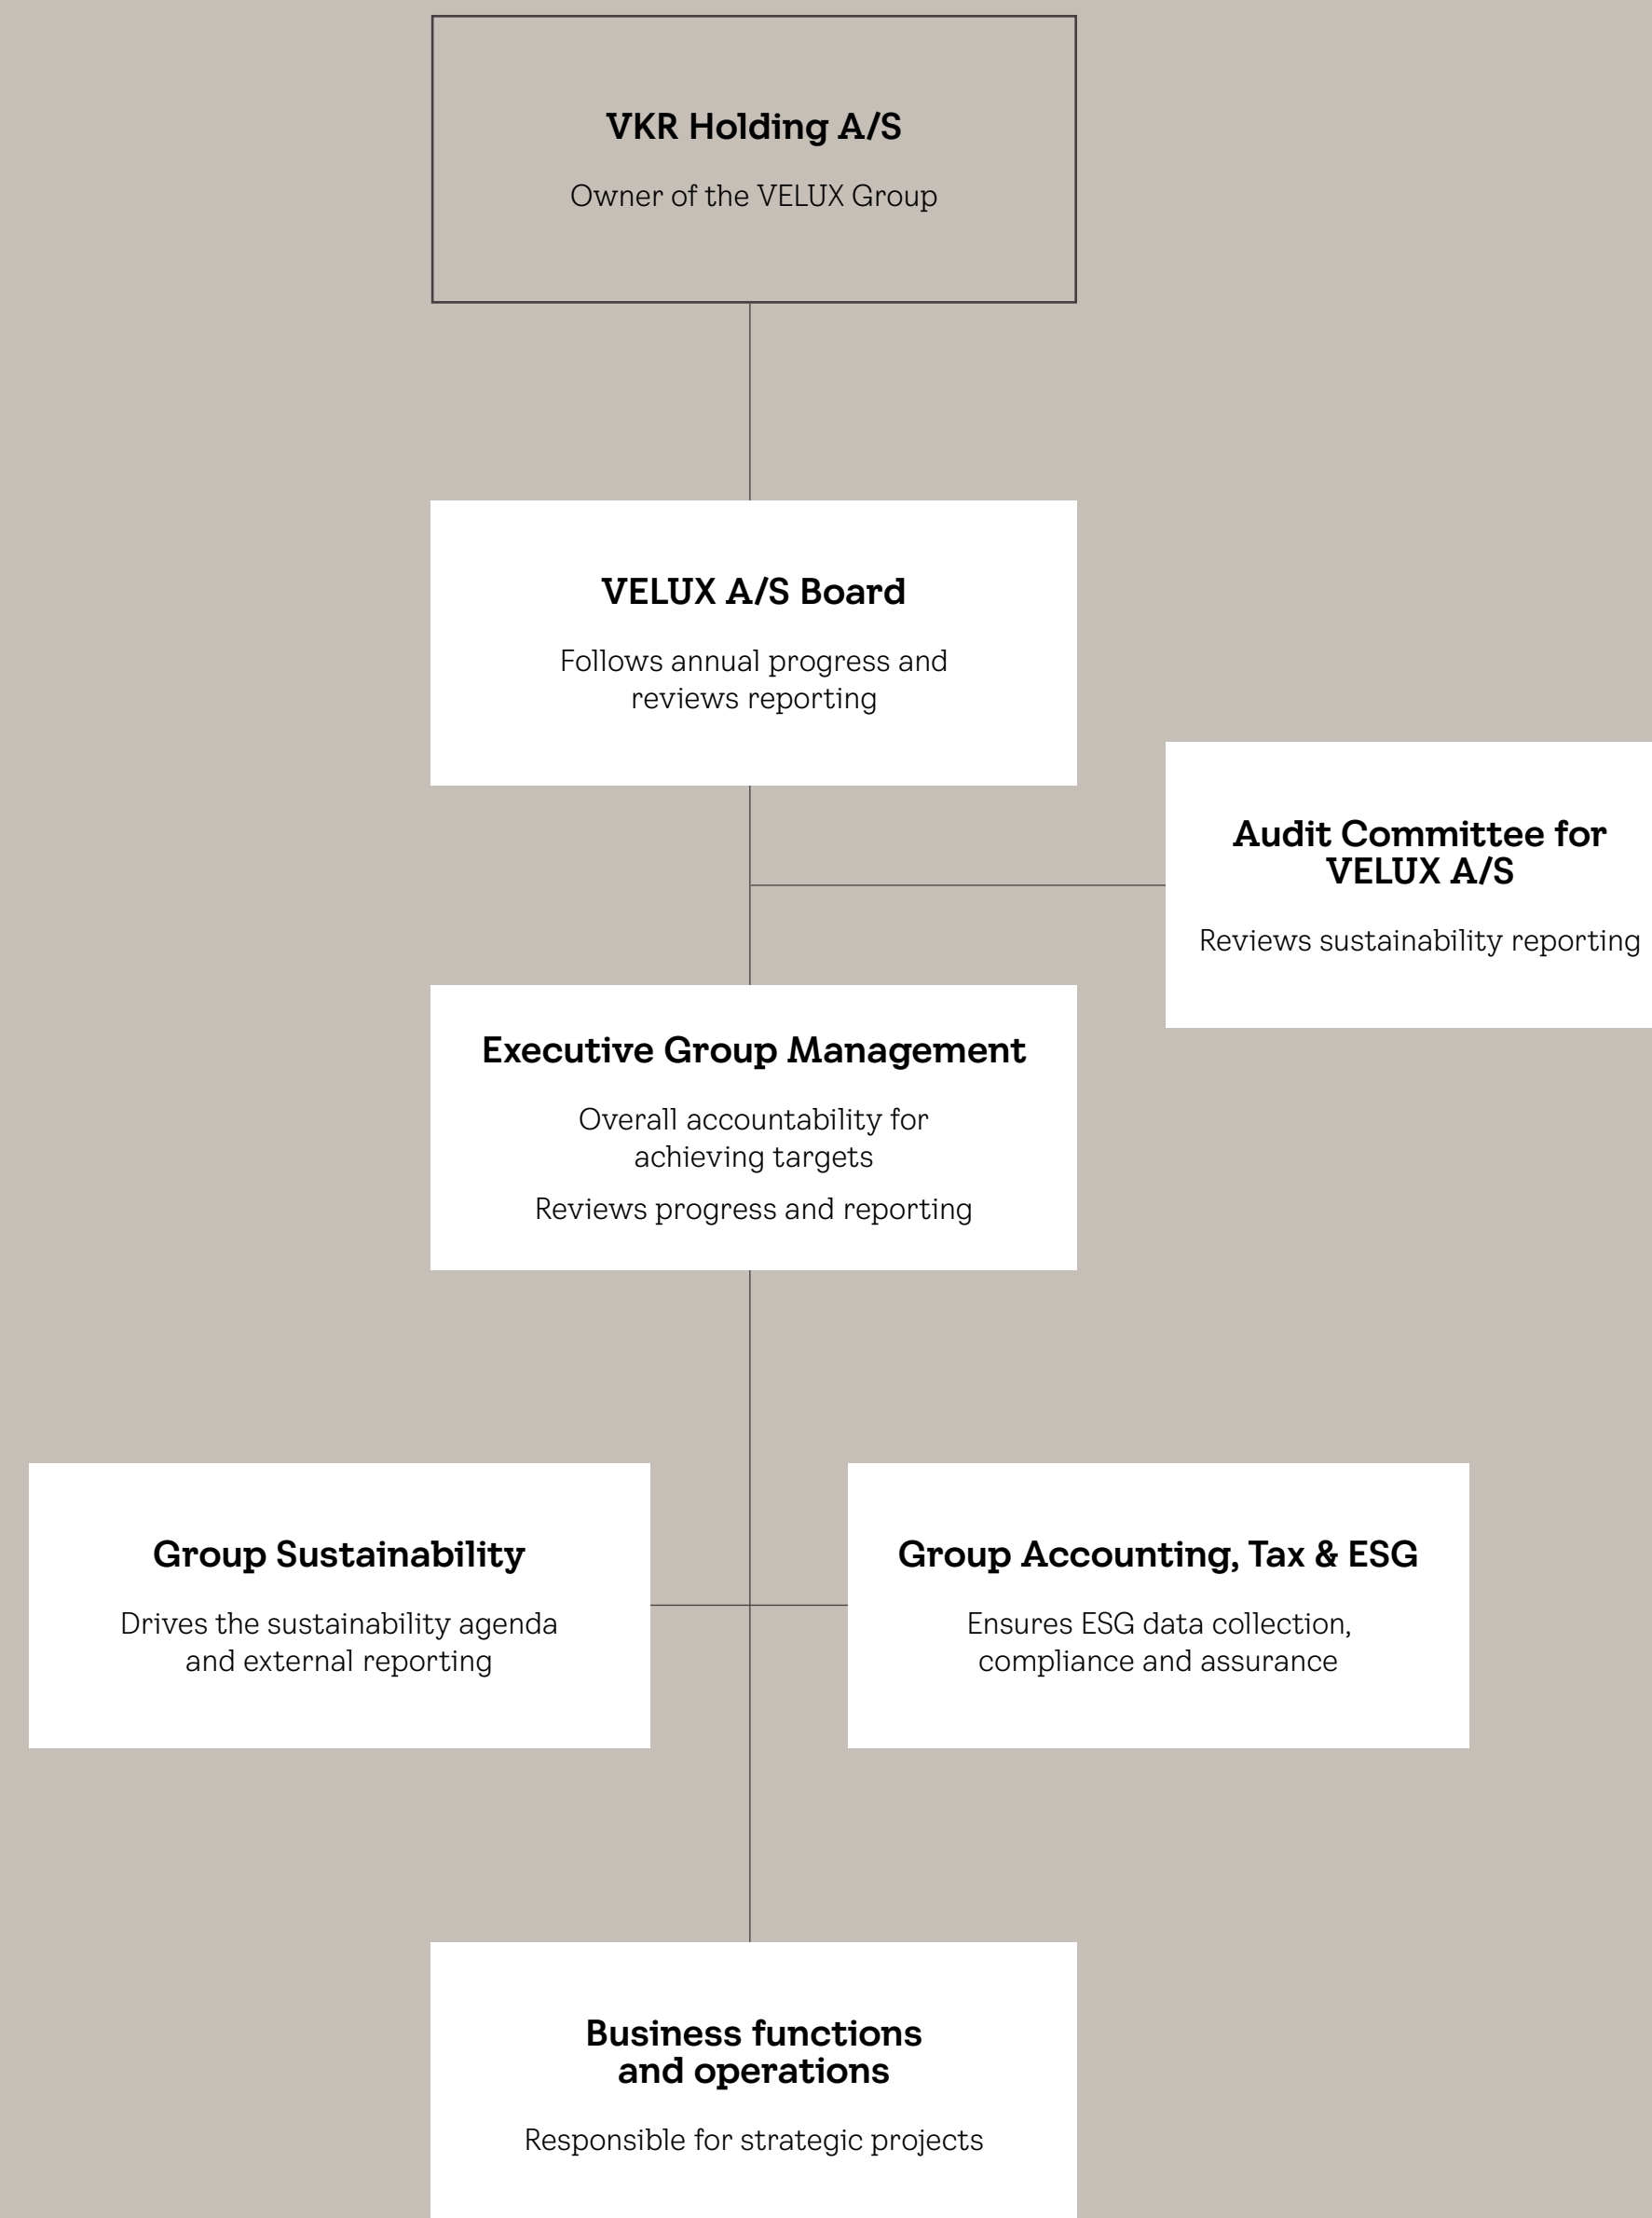 VKR Holding A/S
Owner of the VELUX Group
VELUX A/S Board
Follows annual progress and
reviews reporting
Audit Committee for
VELUX A/S
Reviews sustainability reporting
Executive Group Management
Overall accountability for
achieving targets
Reviews progress and reporting
Group Sustainability
Drives the sustainability agenda
and external reporting
Group Accounting, Tax & ESG
Ensures ESG data collection,
compliance and assurance
Business functions
and operations
Responsible for strategic projects